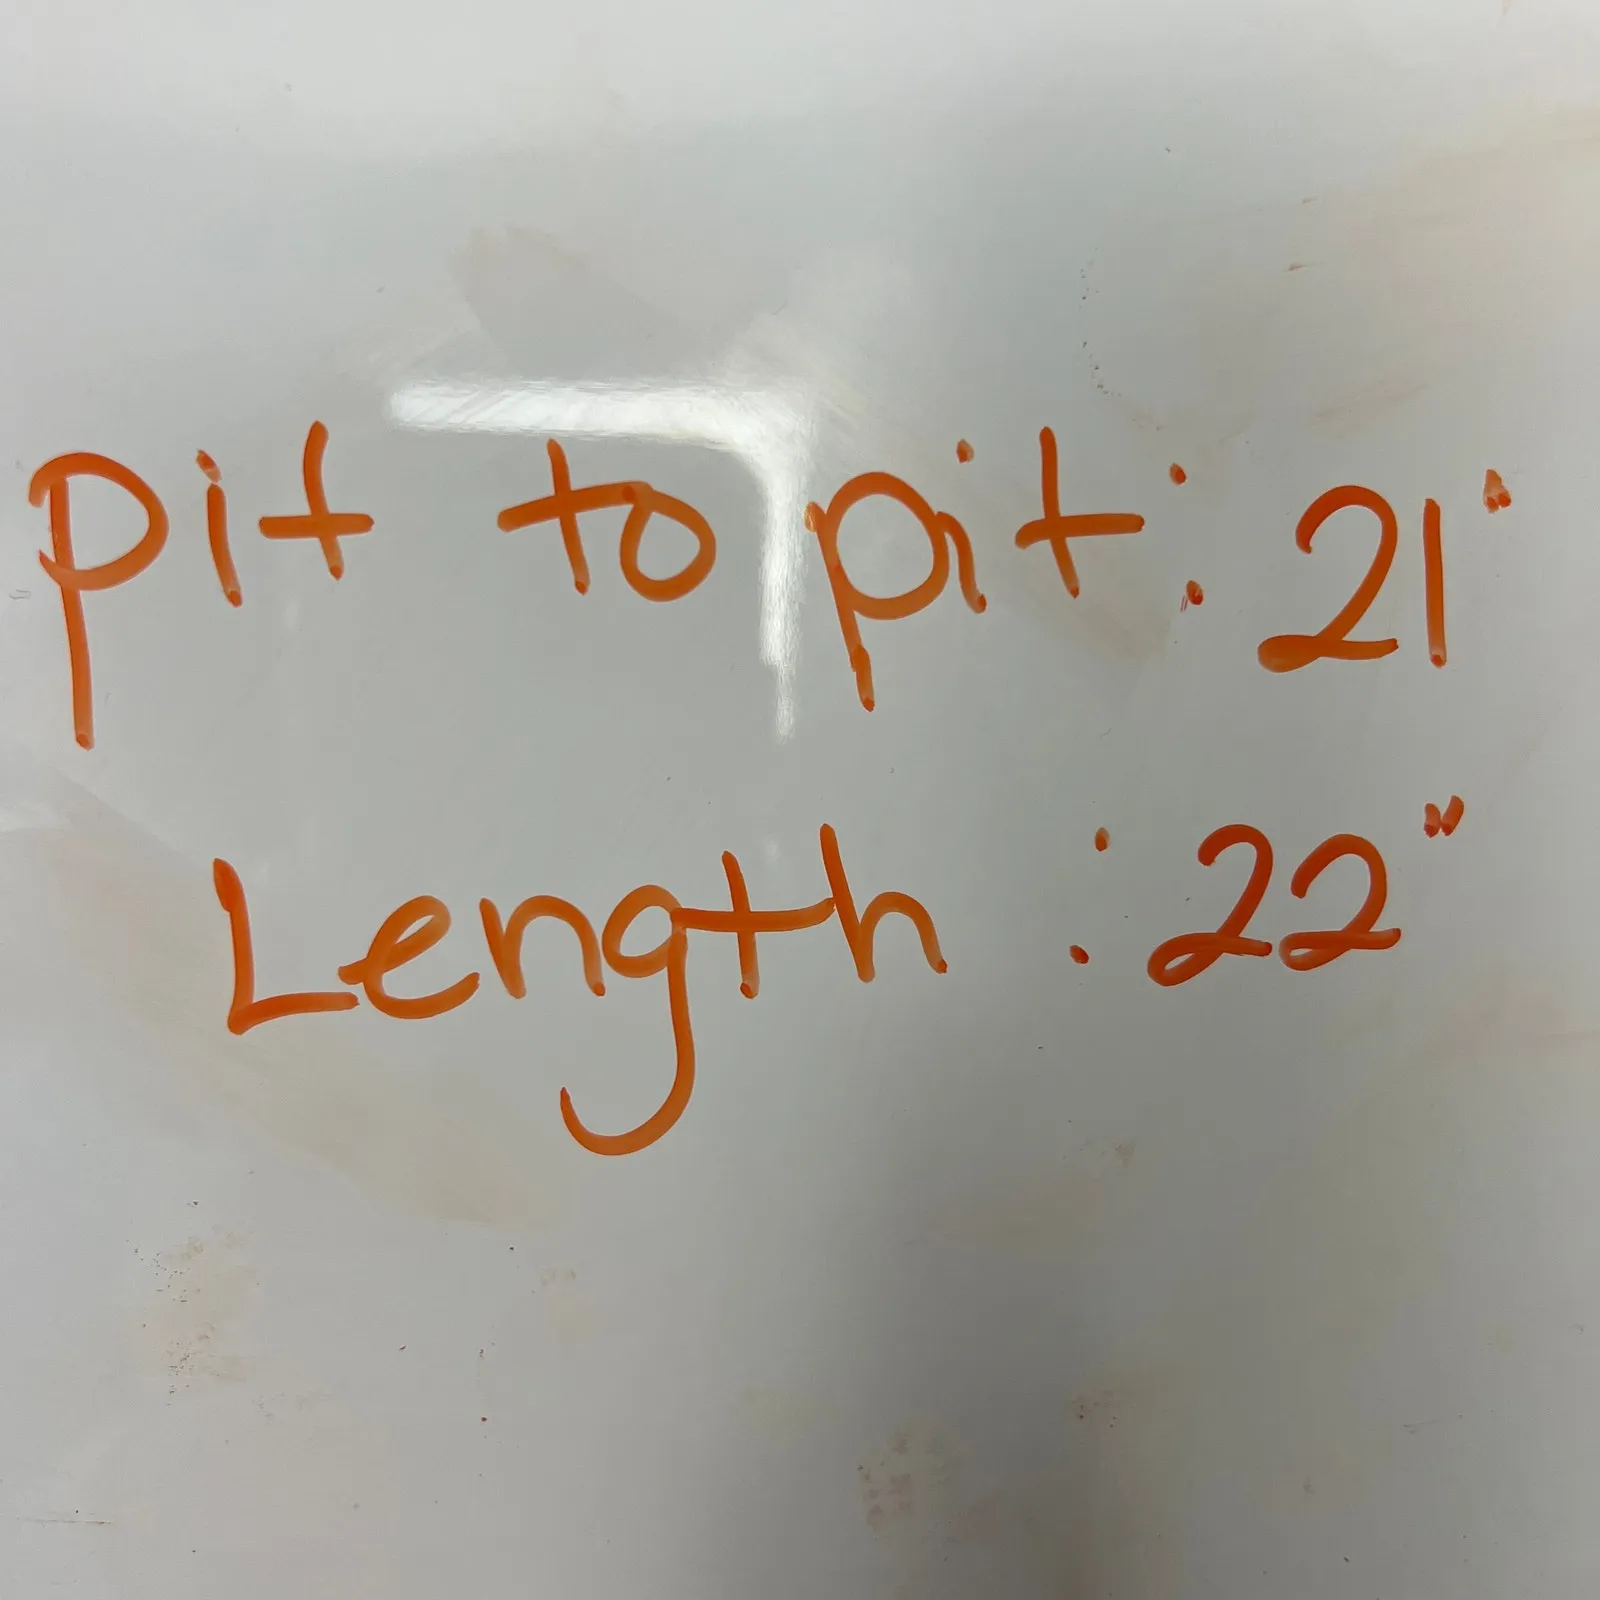 Pit to pit: 21"
Length : 22"